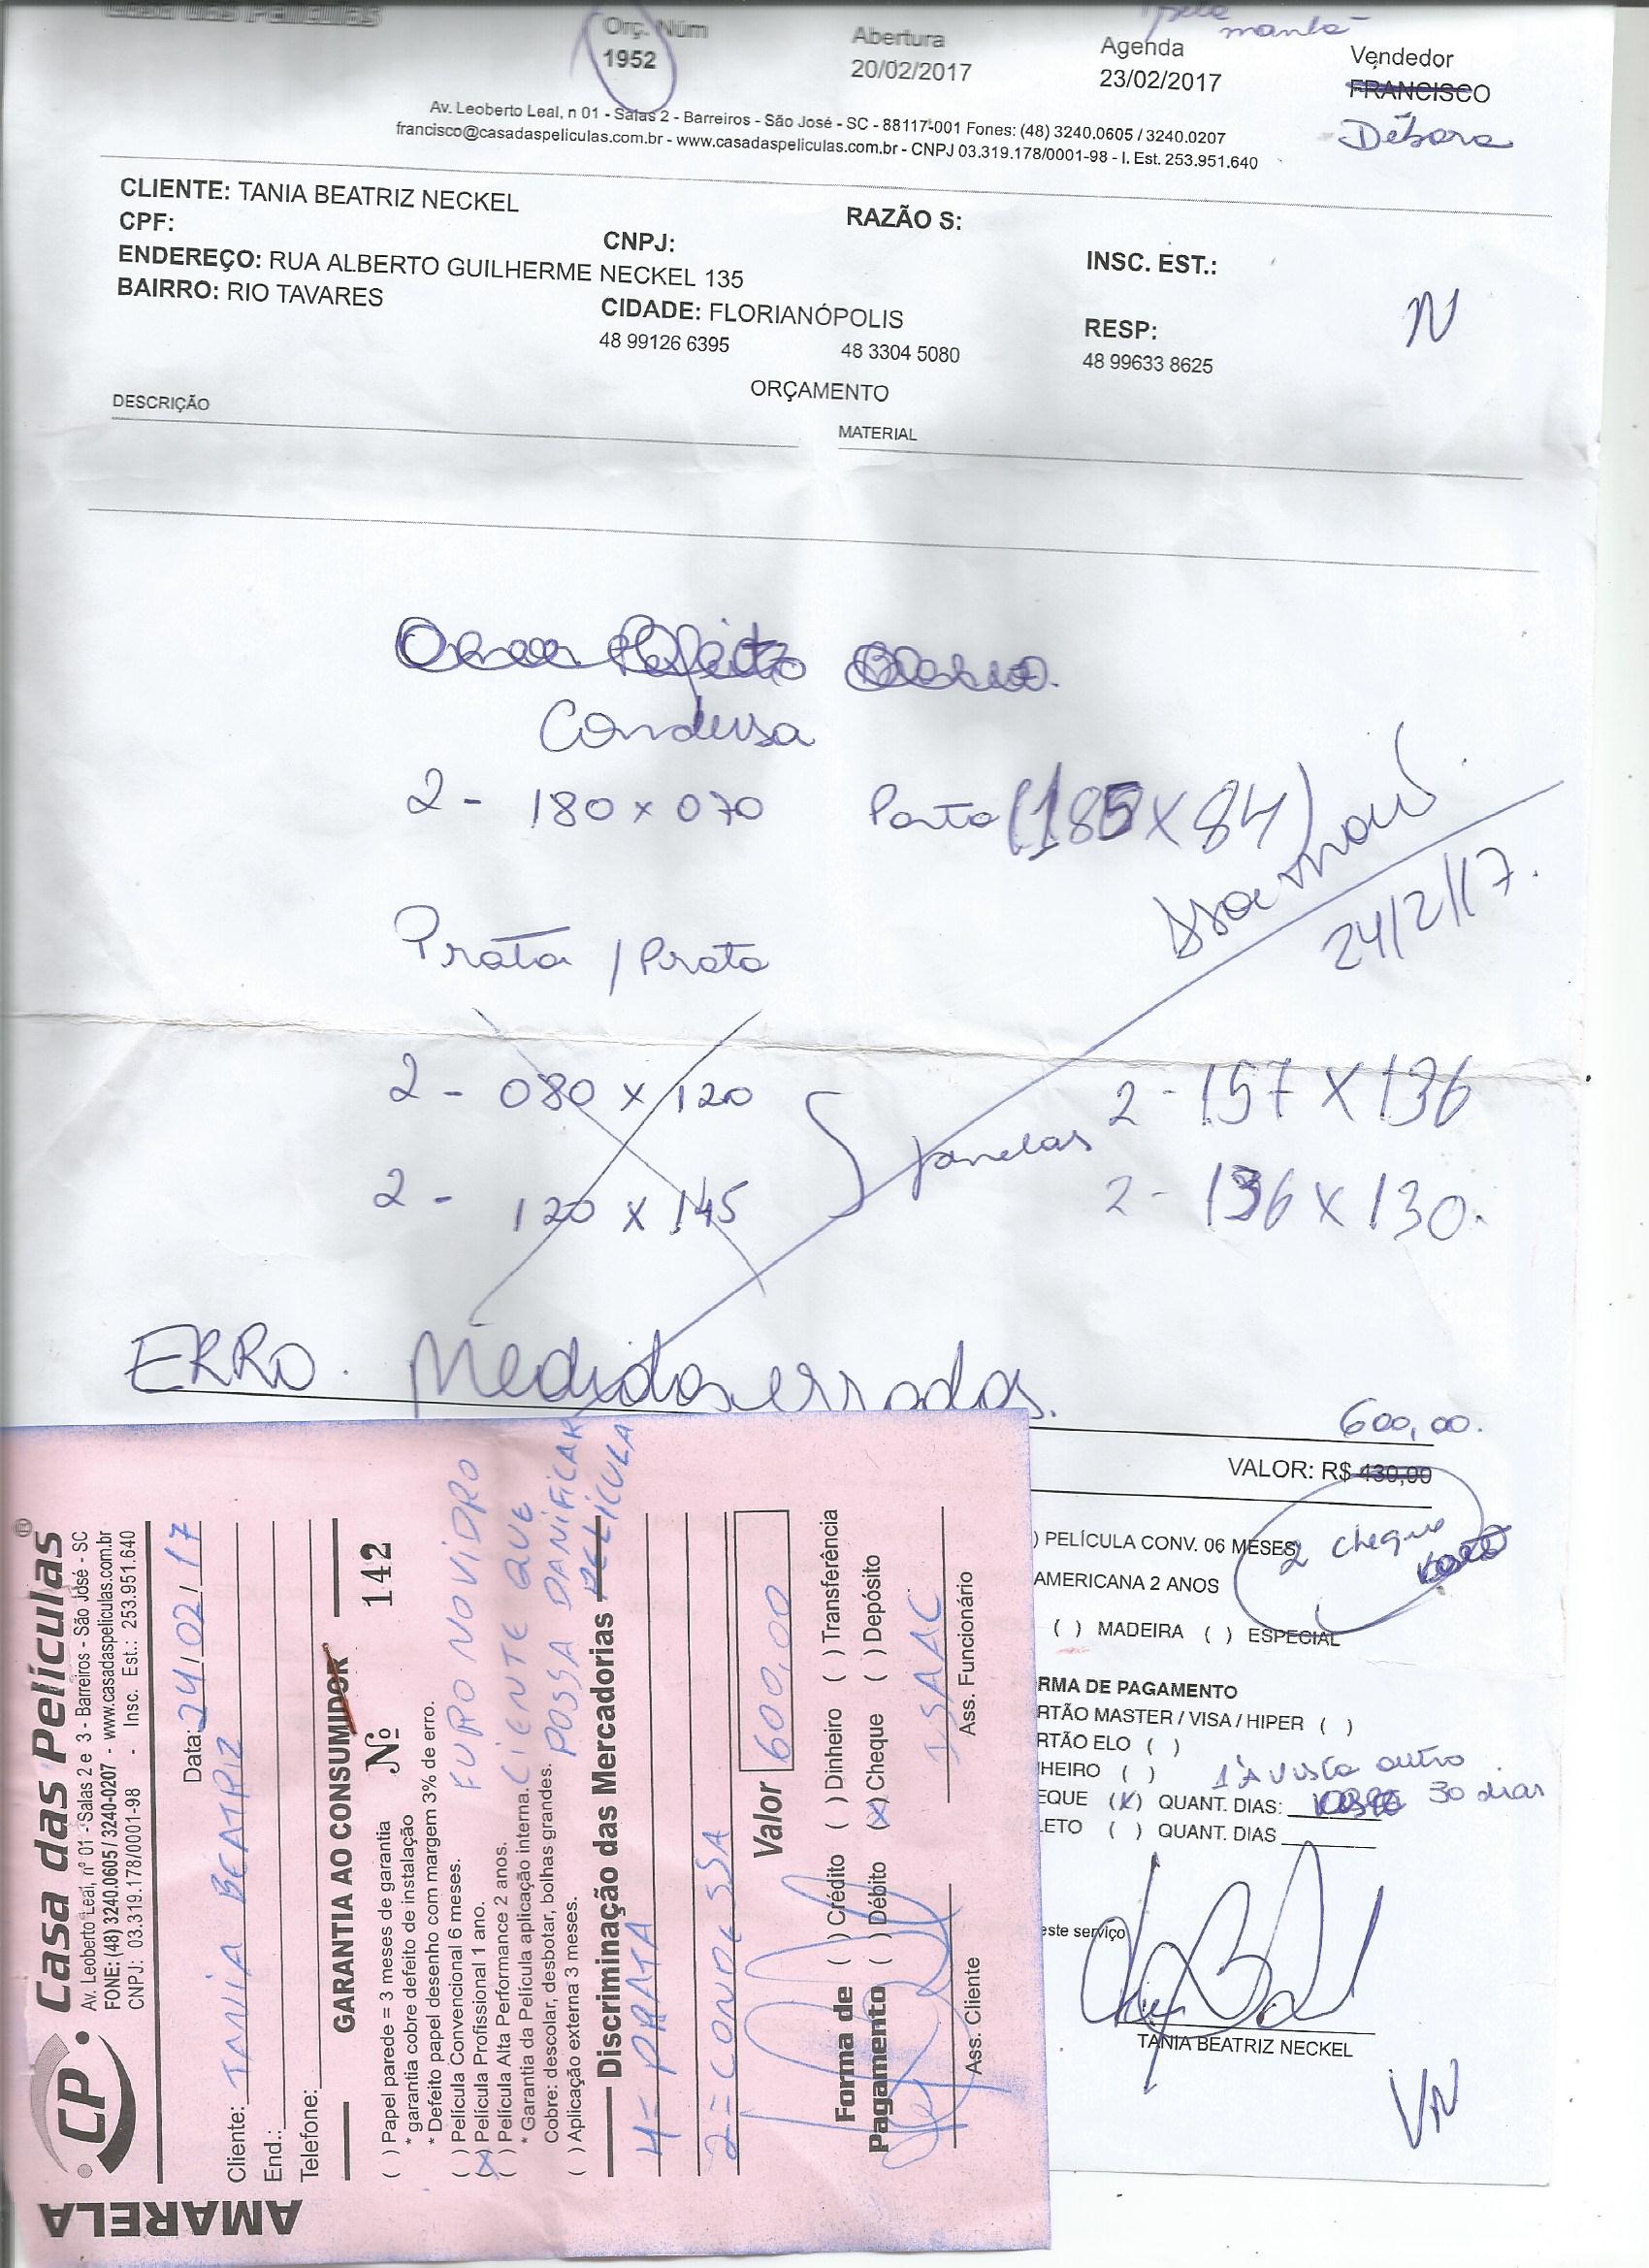 Casa das Películas
pela
manhã
Orç. Núm
1952
Abertura
20/02/2017
Agenda
23/02/2017
Vendedor
FRANCISCO
Débora
Av. Leoberto Leal, n 01 - Salas 2 - Barreiros - São José - SC - 88117-001 Fones: (48) 3240.0605 / 3240.0207
francisco@casadaspeliculas.com.br - www.casadaspeliculas.com.br - CNPJ 03.319.178/0001-98 - I. Est. 253.951.640
CLIENTE: TANIA BEATRIZ NECKEL
RAZÃO S:
CPF:
CNPJ:
INSC. EST.:
ENDEREÇO: RUA ALBERTO GUILHERME NECKEL 135
BAIRRO: RIO TAVARES
CIDADE: FLORIANÓPOLIS
RESP:
N
48 99126 6395
48 3304 5080
48 99633 8625
ORÇAMENTO
DESCRIÇÃO
MATERIAL
Condessa
2 - 180 x 070 Porta (185 X 84)
24/2/17.
Prata / Prata
2 - 080 x 120
janelas
2 - 157 X 136
2 - 120 x 145
2 - 136 X 130.
ERRO. Medidas erradas.
600,00.
VALOR: R$ 430,00
) PELÍCULA CONV. 06 MESES
2 cheque
AMERICANA 2 ANOS
( ) MADEIRA ( ) ESPECIAL
RMA DE PAGAMENTO
RTÃO MASTER / VISA / HIPER ( )
RTÃO ELO ( )
HEIRO ( )
1 à vista outro
EQUE (X) QUANT. DIAS: 30 dias
LETO ( ) QUANT. DIAS
este serviço
TANIA BEATRIZ NECKEL
VN
AMARELA
CP
Casa das Películas ®
Av. Leoberto Leal, nº 01 - Salas 2 e 3 - Barreiros - São José - SC
FONE: (48) 3240.0605 / 3240-0207 - www.casadaspeliculas.com.br
CNPJ: 03.319.178/0001-98 - Insc. Est.: 253.951.640
Data: 24/02/17
Cliente: TANIA BEATRIZ
End.:
Telefone:
GARANTIA AO CONSUMIDOR
Nº 142
( ) Papel parede = 3 meses de garantia
* garantia cobre defeito de instalação
* Defeito papel desenho com margem 3% de erro.
( ) Película Convencional 6 meses.
(X) Película Profissional 1 ano.
( ) Película Alta Performance 2 anos.
* Garantia da Película aplicação interna.
Cobre: descolar, desbotar, bolhas grandes.
( ) Aplicação externa 3 meses.
FURO NO VIDRO
CIENTE QUE
POSSA DANIFICAR
PELÍCULA
Discriminação das Mercadorias
4 = PRATA
2 = CONDESSA
Valor 600,00
Forma de Pagamento
( ) Crédito ( ) Dinheiro ( ) Transferência
( ) Débito (X) Cheque ( ) Depósito
ISAAC
Ass. Cliente
Ass. Funcionário